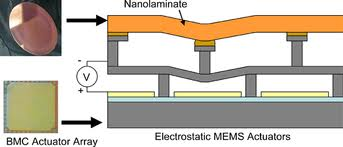 Nanolaminate
-
V
+
BMC Actuator Array
Electrostatic MEMS Actuators